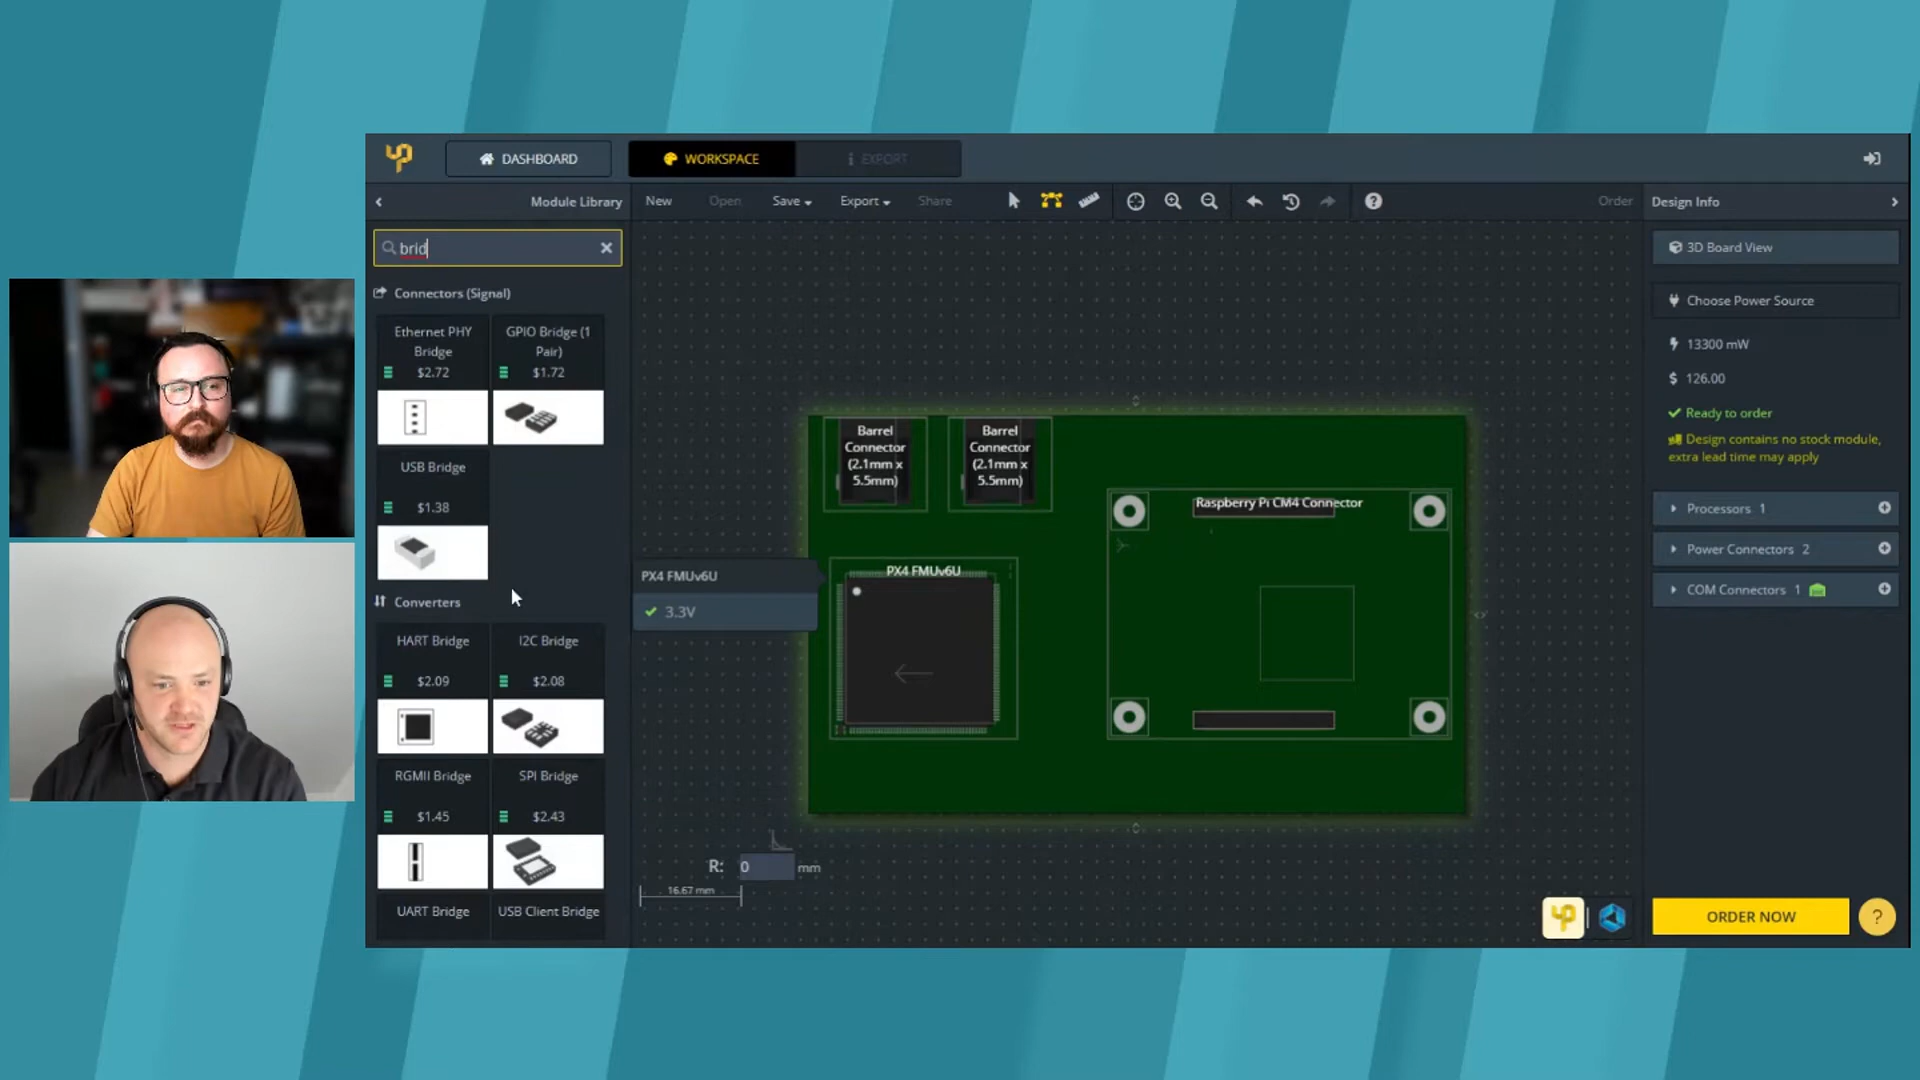 DASHBOARD
WORKSPACE
EXPORT
Module Library
New
Open
Save
Export
Share
Order
Design Info
brid
Connectors (Signal)
Ethernet PHY
Bridge
$2.72
GPIO Bridge (1
Pair)
$1.72
USB Bridge
$1.38
Converters
HART Bridge
$2.09
I2C Bridge
$2.08
RGMII Bridge
$1.45
SPI Bridge
$2.43
UART Bridge
USB Client Bridge
PX4 FMUv6U
3.3V
Barrel
Connector
(2.1mm x
5.5mm)
Barrel
Connector
(2.1mm x
5.5mm)
PX4 FMUv6U
Raspberry Pi CM4 Connector
R: 0 mm
16.67 mm
3D Board View
Choose Power Source
13300 mW
$ 126.00
Ready to order
Design contains no stock module,
extra lead time may apply
Processors 1
Power Connectors 2
COM Connectors 1
ORDER NOW
?